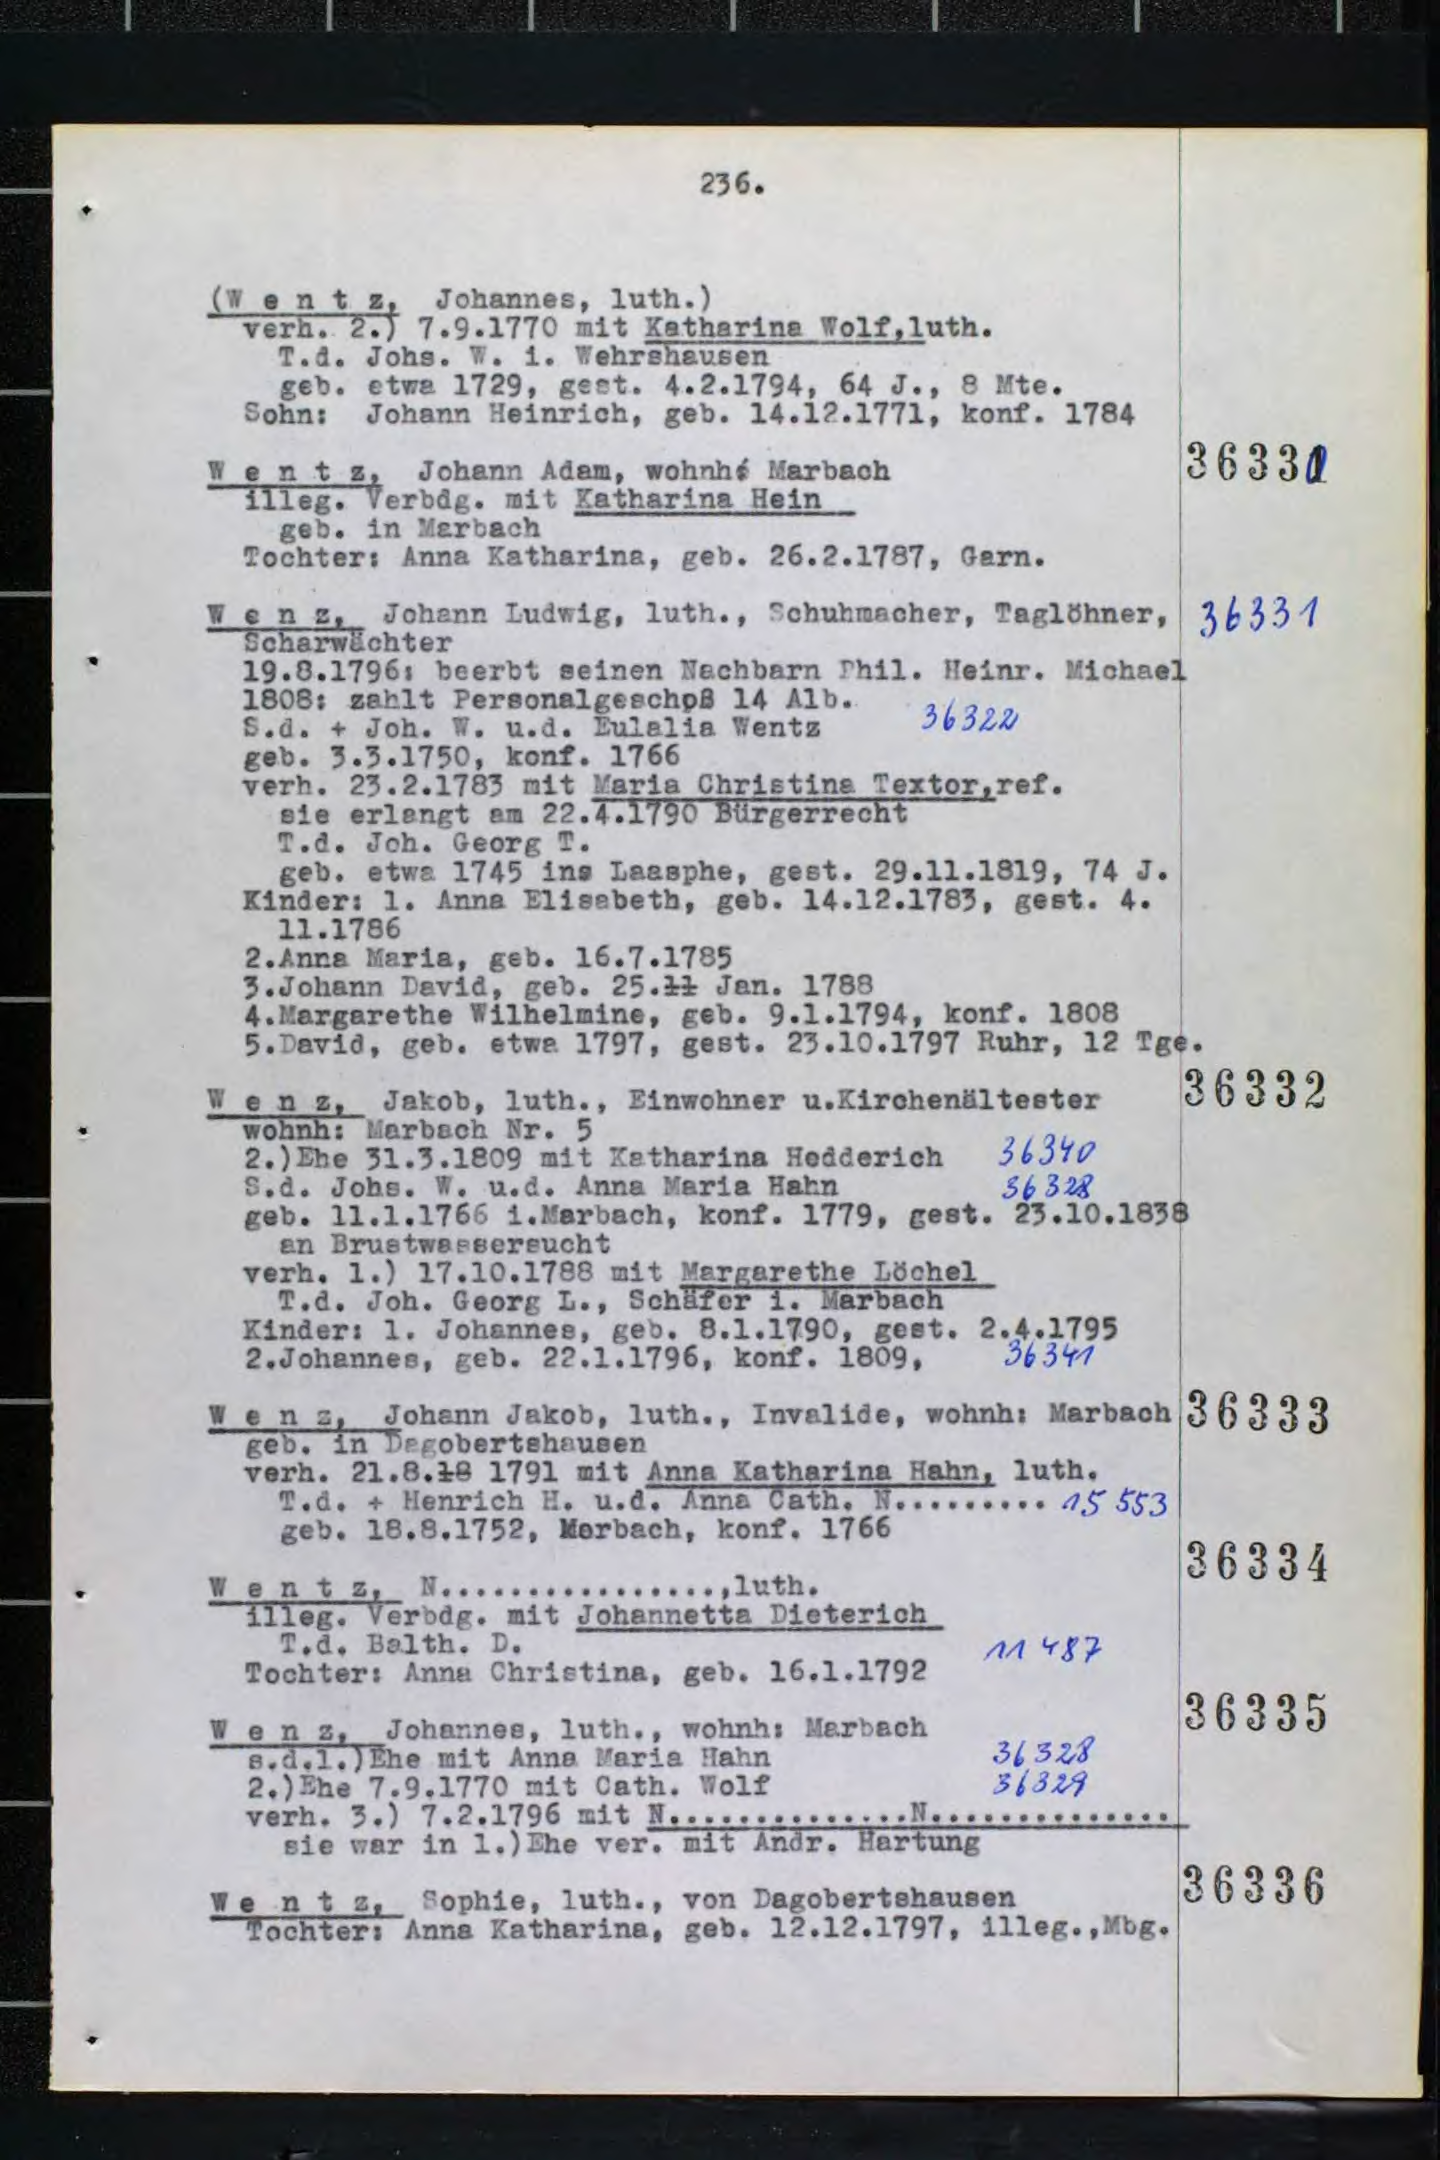 236.
(W e n t z, Johannes, luth.)
verh. 2.) 7.9.1770 mit Katharina Wolf,luth.
T.d. Johs. W. i. Wehrshausen
geb. etwa 1729, gest. 4.2.1794, 64 J., 8 Mte.
Sohn: Johann Heinrich, geb. 14.12.1771, konf. 1784
W e n t z, Johann Adam, wohnh: Marbach 36330
illeg. Verbdg. mit Katharina Hein
geb. in Marbach
Tochter: Anna Katharina, geb. 26.2.1787, Garn.
W e n z, Johann Ludwig, luth., Schuhmacher, Taglöhner, 36331
Scharwächter
19.8.1796: beerbt seinen Nachbarn Phil. Heinr. Michael
1808: zahlt Personalgeschoß 14 Alb.
S.d. + Joh. W. u.d. Eulalia Wentz 36322
geb. 3.3.1750, konf. 1766
verh. 23.2.1783 mit Maria Christina Textor,ref.
sie erlangt am 22.4.1790 Bürgerrecht
T.d. Joh. Georg T.
geb. etwa 1745 ins Laasphe, gest. 29.11.1819, 74 J.
Kinder: 1. Anna Elisabeth, geb. 14.12.1783, gest. 4.
11.1786
2.Anna Maria, geb. 16.7.1785
3.Johann David, geb. 25.11 Jan. 1788
4.Margarethe Wilhelmine, geb. 9.1.1794, konf. 1808
5.David, geb. etwa 1797, gest. 23.10.1797 Ruhr, 12 Tge.
W e n z, Jakob, luth., Einwohner u.Kirchenältester 36332
wohnh: Marbach Nr. 5
2.)Ehe 31.3.1809 mit Katharina Hedderich 36340
S.d. Johs. W. u.d. Anna Maria Hahn 36328
geb. 11.1.1766 i.Marbach, konf. 1779, gest. 23.10.1838
an Brustwassersucht
verh. 1.) 17.10.1788 mit Margarethe Löchel
T.d. Joh. Georg L., Schäfer i. Marbach
Kinder: 1. Johannes, geb. 8.1.1790, gest. 2.4.1795
2.Johannes, geb. 22.1.1796, konf. 1809, 36341
W e n z, Johann Jakob, luth., Invalide, wohnh: Marbach 36333
geb. in Dagobertshausen
verh. 21.8.18 1791 mit Anna Katharina Hahn, luth.
T.d. + Henrich H. u.d. Anna Cath. N......... 15 553
geb. 18.8.1752, Marbach, konf. 1766
W e n t z, N................,luth. 36334
illeg. Verbdg. mit Johannetta Dieterich
T.d. Balth. D. 11 487
Tochter: Anna Christina, geb. 16.1.1792
W e n z, Johannes, luth., wohnh: Marbach 36335
s.d.1.)Ehe mit Anna Maria Hahn 36328
2.)Ehe 7.9.1770 mit Cath. Wolf 36329
verh. 3.) 7.2.1796 mit N..............N..............
sie war in 1.)Ehe ver. mit Andr. Hartung
W e n t z, Sophie, luth., von Dagobertshausen 36336
Tochter: Anna Katharina, geb. 12.12.1797, illeg.,Mbg.